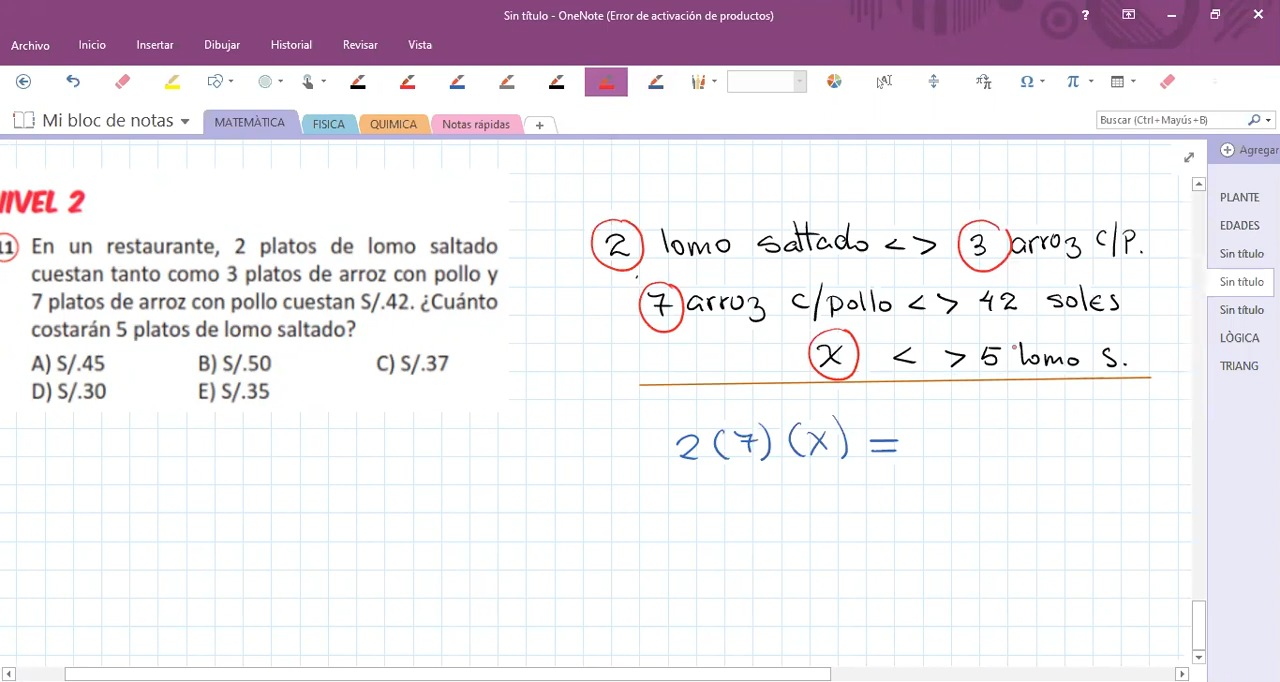 Sin título - OneNote (Error de activación de productos)
?
Archivo Inicio Insertar Dibujar Historial Revisar Vista
Mi bloc de notas MATEMÀTICA FISICA QUIMICA Notas rápidas +
Buscar (Ctrl+Mayús+B)
Agregar
PLANTE
EDADES
Sin título
Sin título
Sin título
LÒGICA
TRIANG
NIVEL 2
11 En un restaurante, 2 platos de lomo saltado
cuestan tanto como 3 platos de arroz con pollo y
7 platos de arroz con pollo cuestan S/.42. ¿Cuánto
costarán 5 platos de lomo saltado?
A) S/.45 B) S/.50 C) S/.37
D) S/.30 E) S/.35
2 lomo saltado < > 3 arroz c/p.
7 arroz c/pollo < > 42 soles
x < > 5 lomo s.
2(7)(x) =